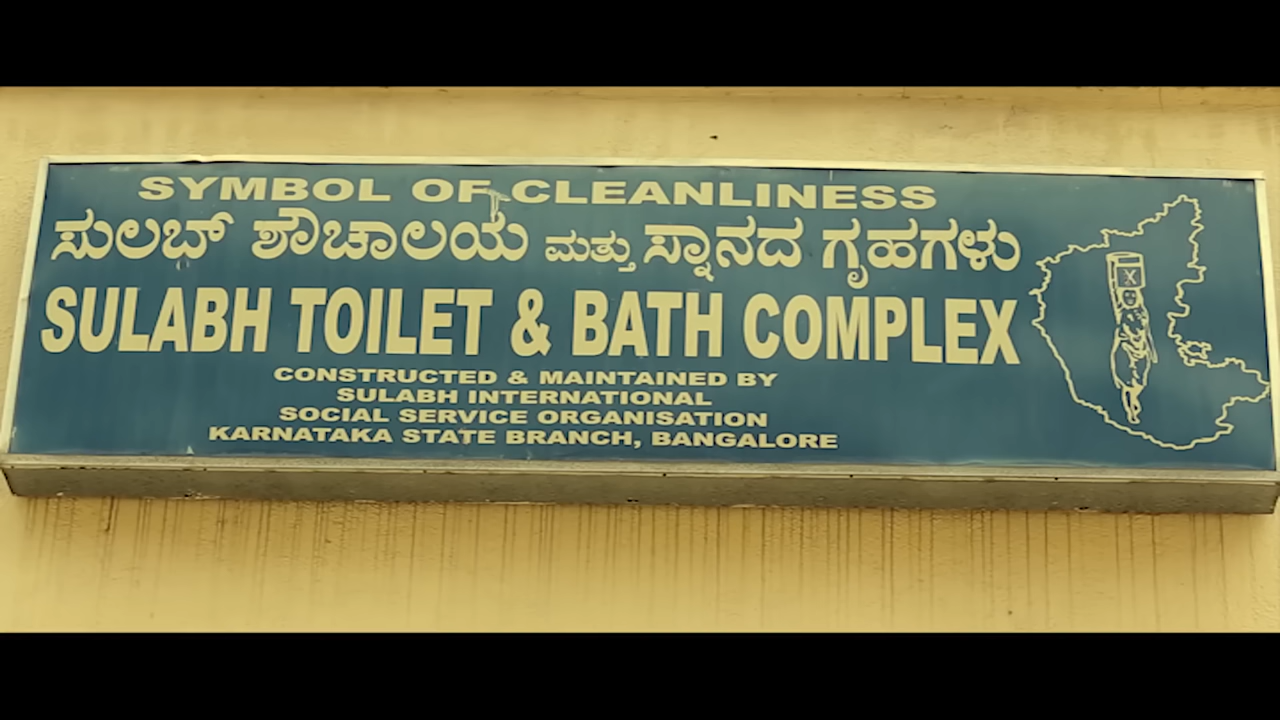 SYMBOL OF CLEANLINESS
ಸುಲಬ್ ಶೌಚಾಲಯ ಮತ್ತು ಸ್ನಾನದ ಗೃಹಗಳು
SULABH TOILET & BATH COMPLEX
CONSTRUCTED & MAINTAINED BY
SULABH INTERNATIONAL
SOCIAL SERVICE ORGANISATION
KARNATAKA STATE BRANCH, BANGALORE